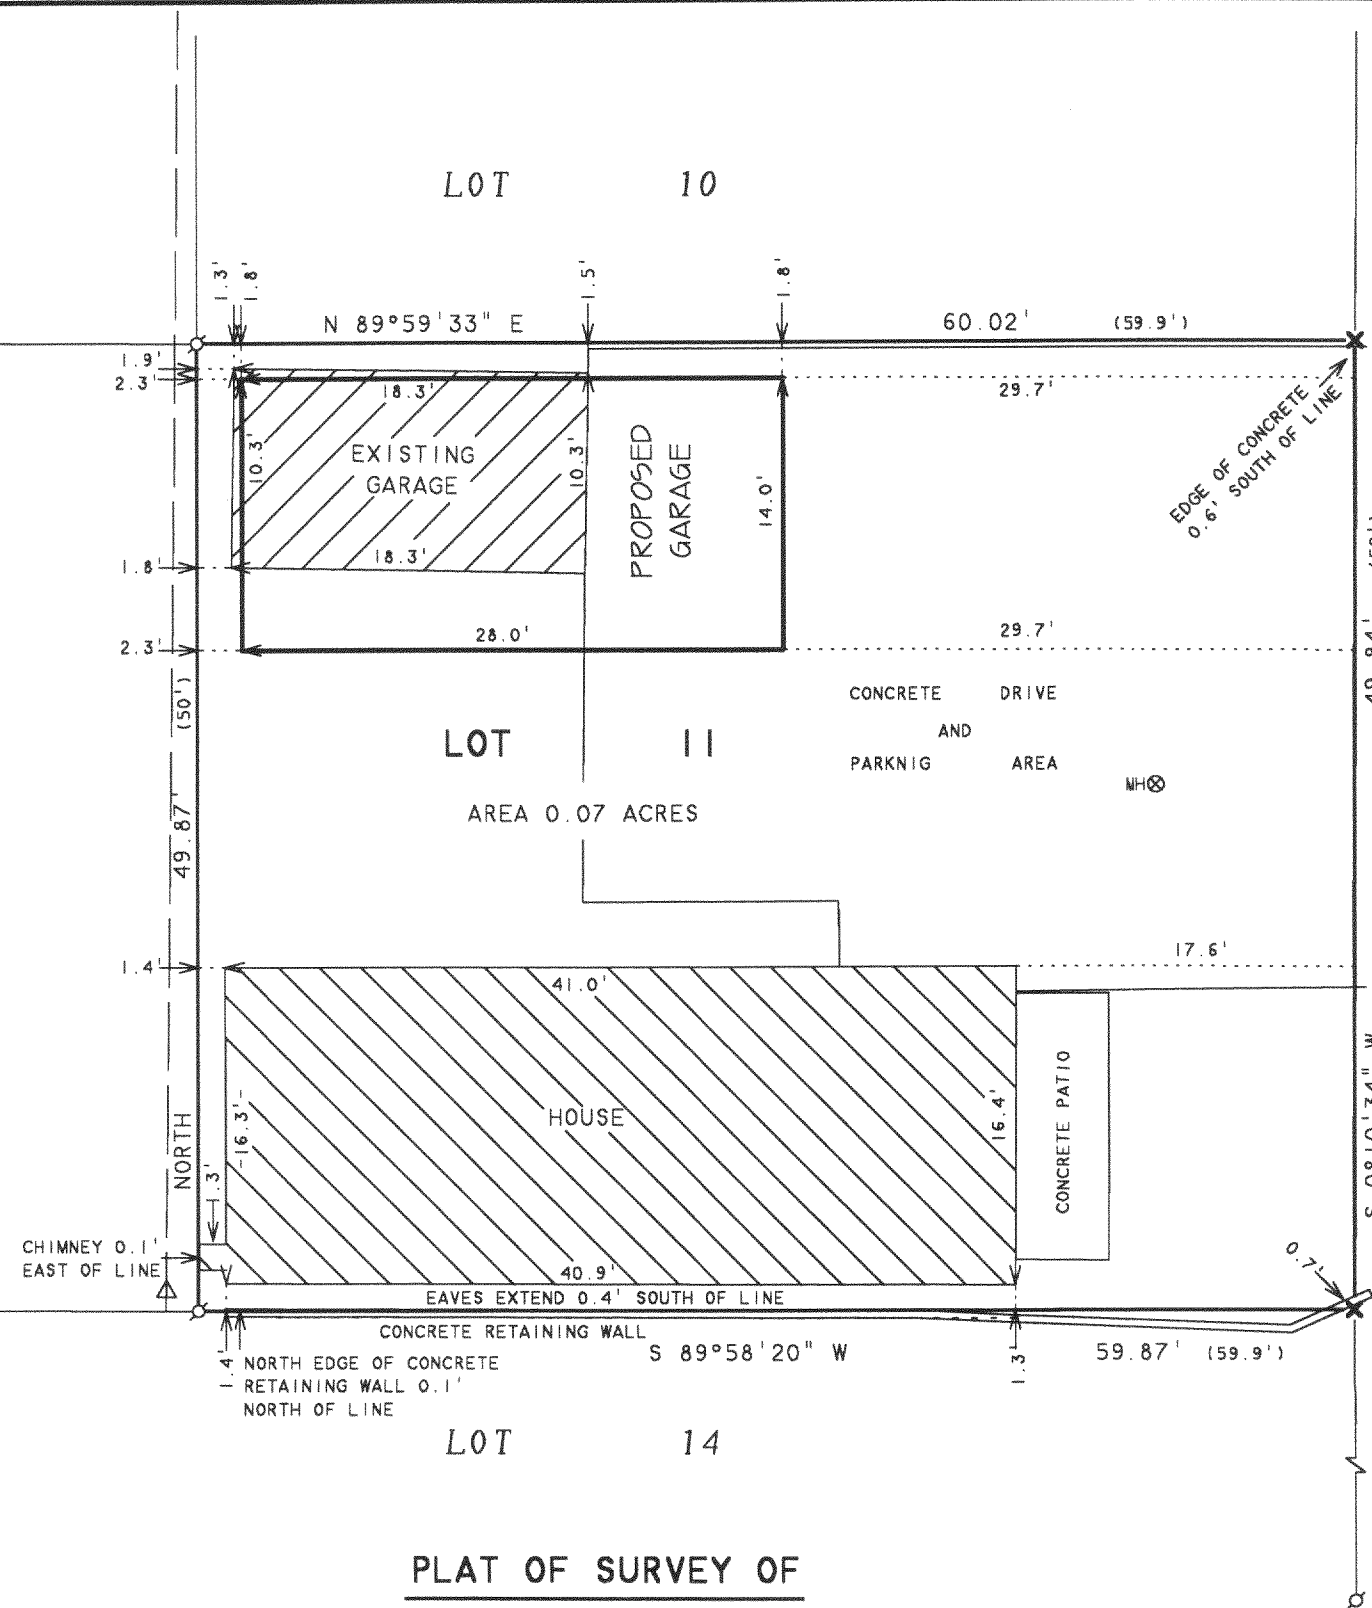 LOT 10
1.3'
1.8'
1.5'
1.8'
N 89°59'33" E
60.02' (59.9')
1.9'
2.3'
18.3'
29.7'
EDGE OF CONCRETE
0.6' SOUTH OF LINE
10.3'
EXISTING
GARAGE
10.3'
PROPOSED
GARAGE
14.0'
18.3'
1.8'
28.0'
29.7'
2.3'
(50')
CONCRETE DRIVE
AND
PARKNIG AREA
MH
LOT 11
AREA 0.07 ACRES
49.87'
49.84'
17.6'
1.4'
41.0'
HOUSE
16.3'
16.4'
CONCRETE PATIO
NORTH
1.3'
CHIMNEY 0.1'
EAST OF LINE
40.9'
0.7'
EAVES EXTEND 0.4' SOUTH OF LINE
CONCRETE RETAINING WALL
S 89°58'20" W
59.87' (59.9')
1.4'
NORTH EDGE OF CONCRETE
RETAINING WALL 0.1'
NORTH OF LINE
1.3'
LOT 14
PLAT OF SURVEY OF